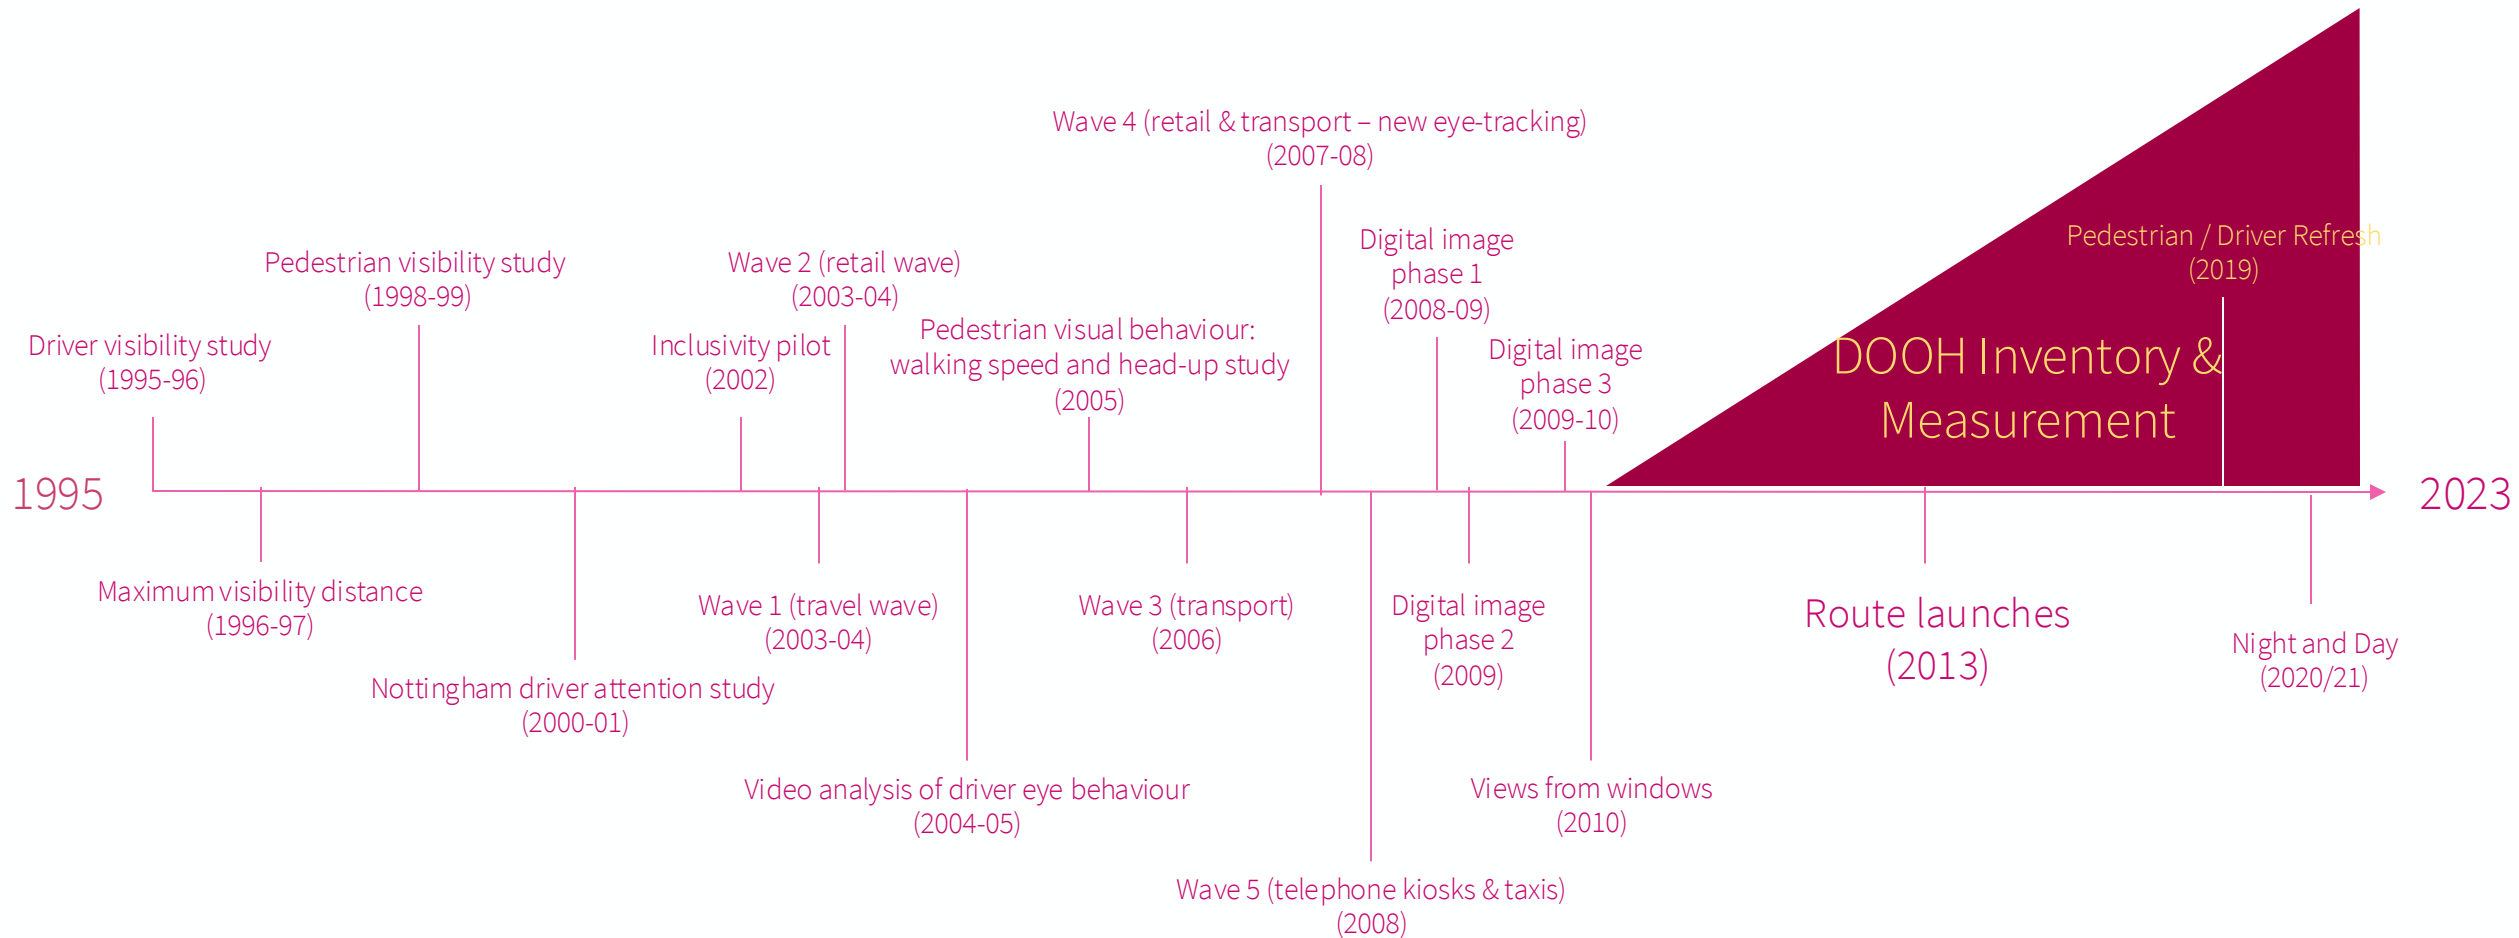 Wave 4 (retail & transport – new eye-tracking)
(2007-08)
Digital image
phase 1
(2008-09)
Pedestrian / Driver Refresh
(2019)
Pedestrian visibility study
(1998-99)
Wave 2 (retail wave)
(2003-04)
Driver visibility study
(1995-96)
Inclusivity pilot
(2002)
Pedestrian visual behaviour:
walking speed and head-up study
(2005)
Digital image
phase 3
(2009-10)
DOOH Inventory &
Measurement
1995
2023
Maximum visibility distance
(1996-97)
Nottingham driver attention study
(2000-01)
Wave 1 (travel wave)
(2003-04)
Video analysis of driver eye behaviour
(2004-05)
Wave 3 (transport)
(2006)
Wave 5 (telephone kiosks & taxis)
(2008)
Digital image
phase 2
(2009)
Views from windows
(2010)
Route launches
(2013)
Night and Day
(2020/21)